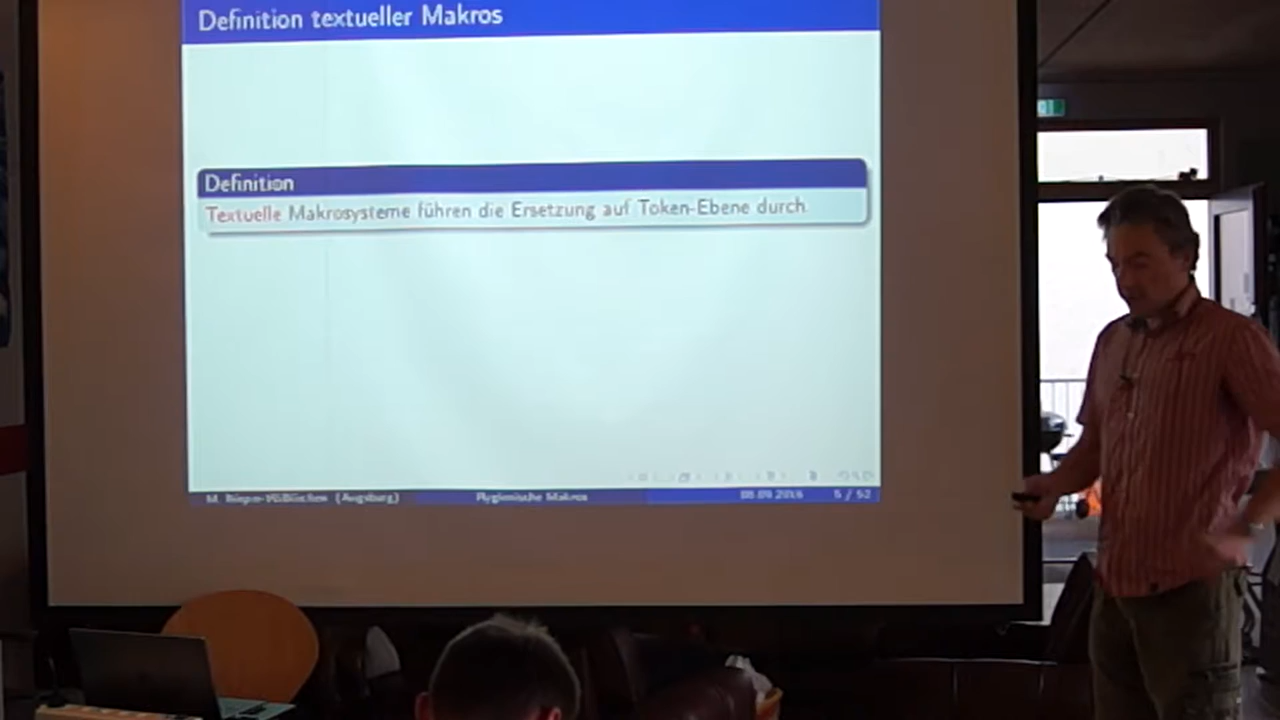 Definition textueller Makros
Definition
Textuelle Makrosysteme führen die Ersetzung auf Token-Ebene durch.
(Augsburg)
Hygienische Makros
5 / 52